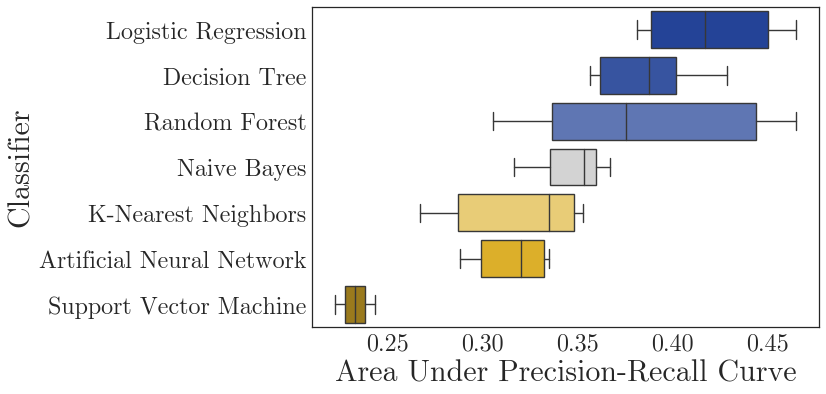 Classifier
Logistic Regression
Decision Tree
Random Forest
Naive Bayes
K-Nearest Neighbors
Artificial Neural Network
Support Vector Machine
0.25 0.30 0.35 0.40 0.45
Area Under Precision-Recall Curve